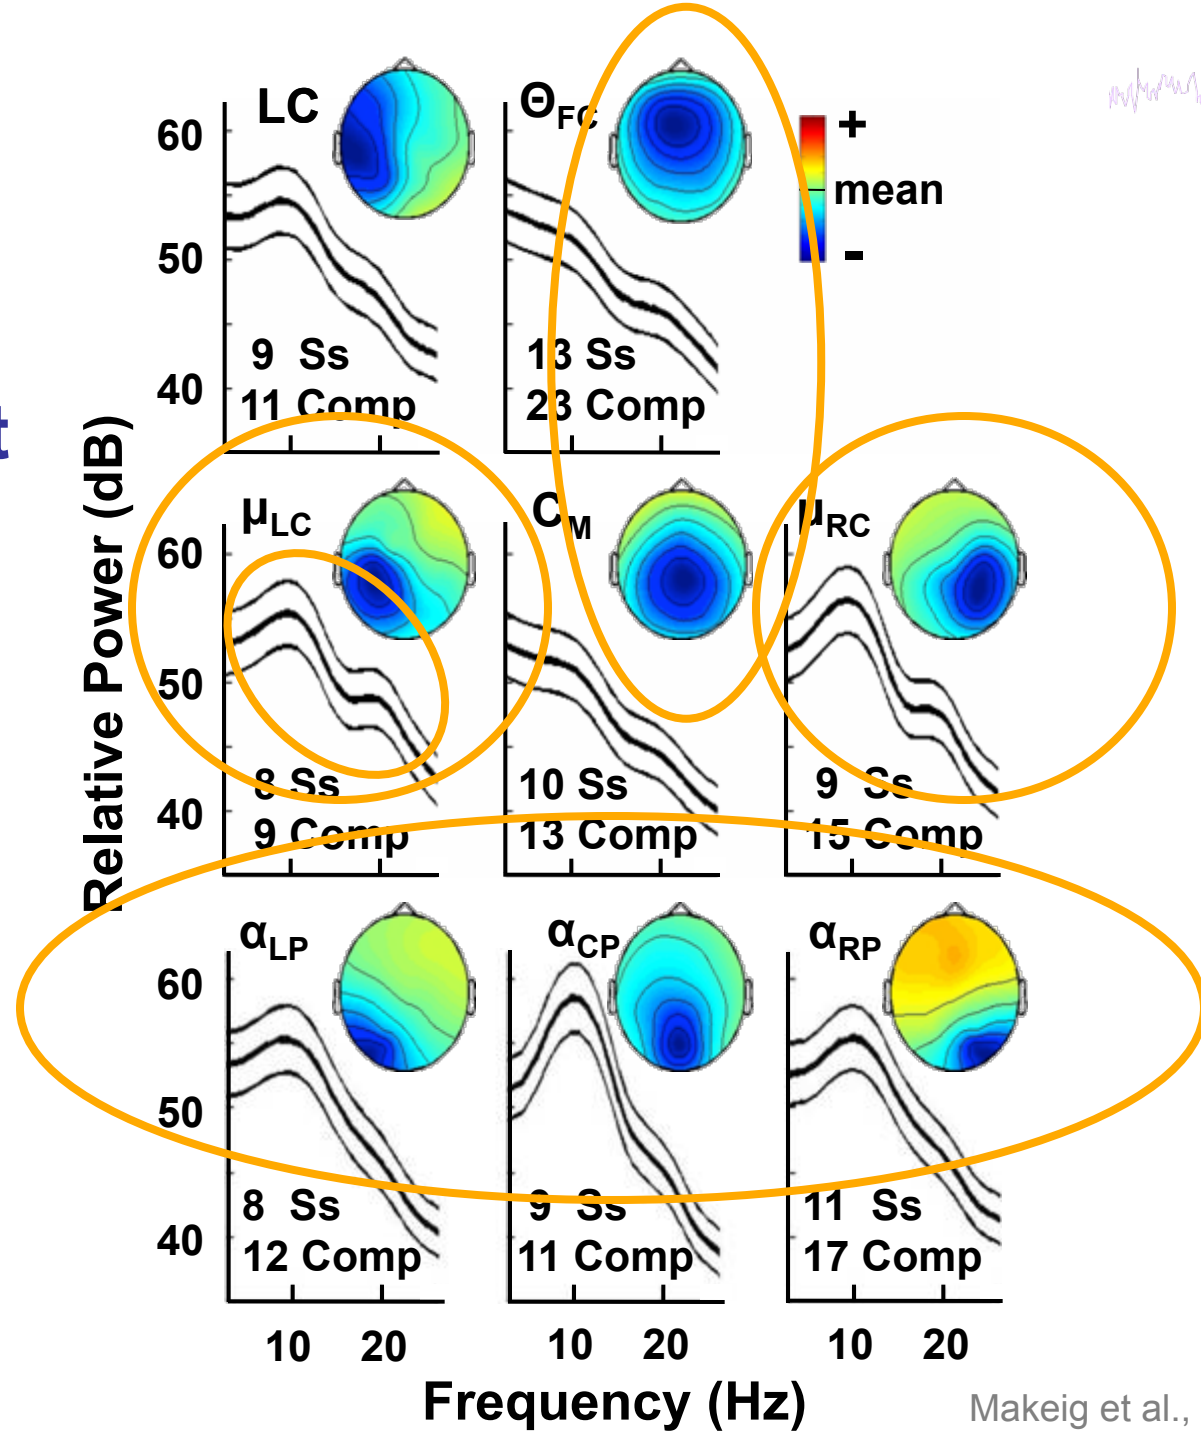 LC
ΘFC
+
mean
-
60
50
40
9 Ss
11 Comp
13 Ss
23 Comp
t
Relative Power (dB)
μLC
CM
μRC
60
50
40
8 Ss
9 Comp
10 Ss
13 Comp
9 Ss
15 Comp
αLP
αCP
αRP
60
50
40
8 Ss
12 Comp
9 Ss
11 Comp
11 Ss
17 Comp
10 20
10 20
10 20
Frequency (Hz)
Makeig et al.,